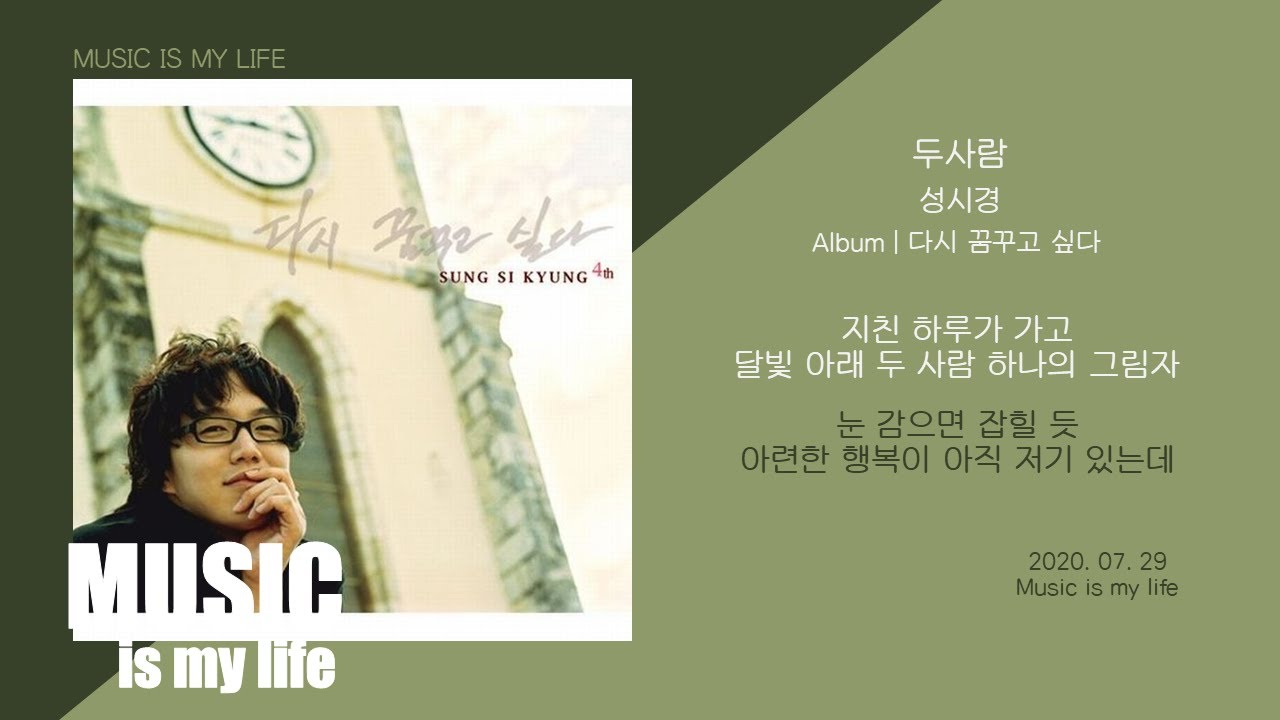 MUSIC IS MY LIFE
다시 꿈꾸고 싶다
SUNG SI KYUNG 4th
MUSIC
is my life
두사람
성시경
Album | 다시 꿈꾸고 싶다
지친 하루가 가고
달빛 아래 두 사람 하나의 그림자
눈 감으면 잡힐 듯
아련한 행복이 아직 저기 있는데
2020. 07. 29
Music is my life